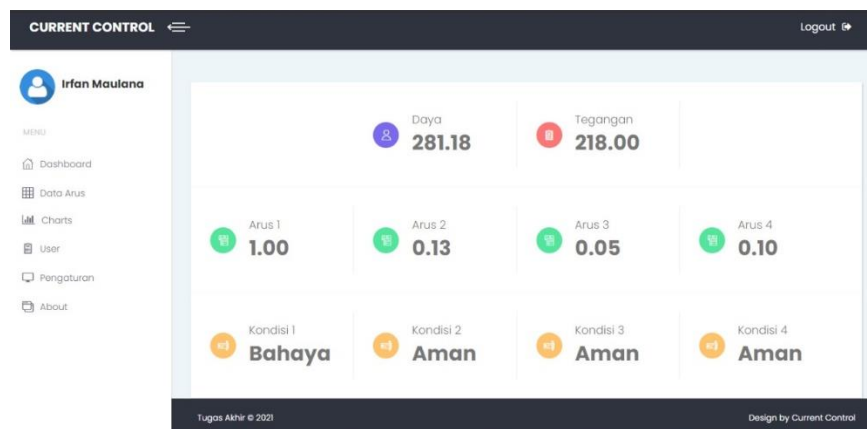 CURRENT CONTROL
Logout
Irfan Maulana
MENU
Dashboard
Data Arus
Charts
User
Pengaturan
About
Daya
281.18
Tegangan
218.00
Arus 1
1.00
Arus 2
0.13
Arus 3
0.05
Arus 4
0.10
Kondisi 1
Bahaya
Kondisi 2
Aman
Kondisi 3
Aman
Kondisi 4
Aman
Tugas Akhir © 2021
Design by Current Control